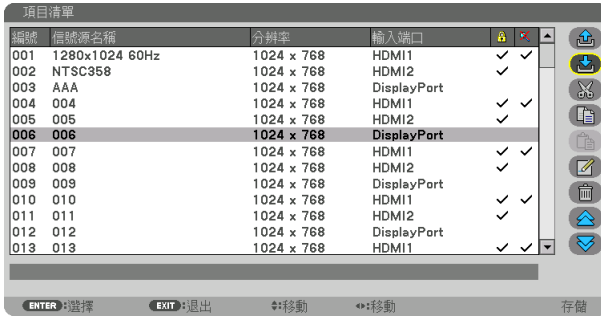 項目清單
編號 信號源名稱 分辨率 輸入端口
001 1280x1024 60Hz 1024 x 768 HDMI1 ✓ ✓
002 NTSC358 1024 x 768 HDMI2 ✓
003 AAA 1024 x 768 DisplayPort
004 004 1024 x 768 HDMI1 ✓ ✓
005 005 1024 x 768 HDMI2 ✓
006 006 1024 x 768 DisplayPort
007 007 1024 x 768 HDMI1 ✓ ✓
008 008 1024 x 768 HDMI2 ✓
009 009 1024 x 768 DisplayPort
010 010 1024 x 768 HDMI1 ✓ ✓
011 011 1024 x 768 HDMI2 ✓
012 012 1024 x 768 DisplayPort
013 013 1024 x 768 HDMI1 ✓ ✓
ENTER:選擇 EXIT:退出 :移動 :移動 存儲